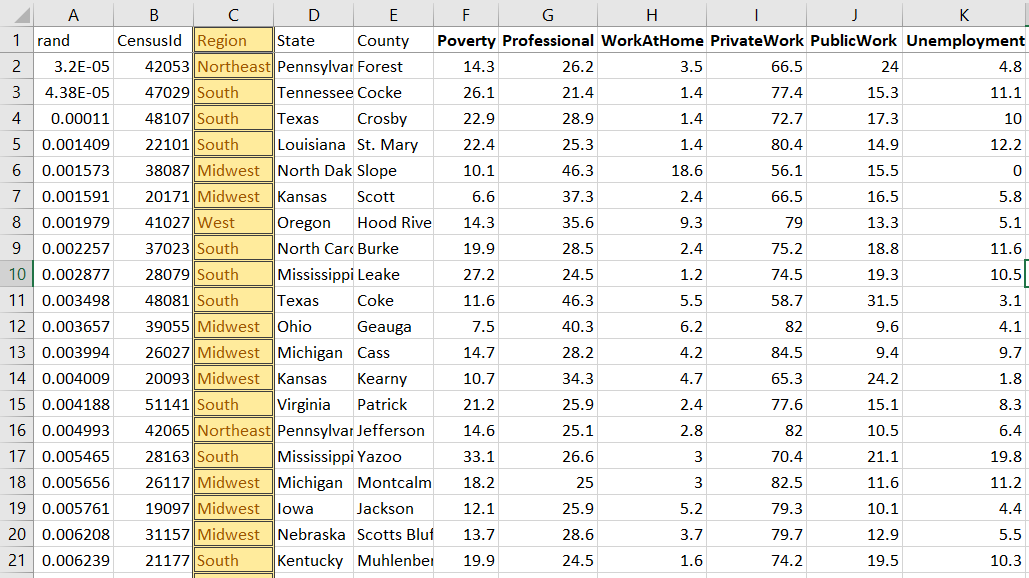 A B C D E F G H I J K
1 rand CensusId Region State County Poverty Professional WorkAtHome PrivateWork PublicWork Unemployment
2 3.2E-05 42053 Northeast Pennsylvar Forest 14.3 26.2 3.5 66.5 24 4.8
3 4.38E-05 47029 South Tennessee Cocke 26.1 21.4 1.4 77.4 15.3 11.1
4 0.00011 48107 South Texas Crosby 22.9 28.9 1.4 72.7 17.3 10
5 0.001409 22101 South Louisiana St. Mary 22.4 25.3 1.4 80.4 14.9 12.2
6 0.001573 38087 Midwest North Dak Slope 10.1 46.3 18.6 56.1 15.5 0
7 0.001591 20171 Midwest Kansas Scott 6.6 37.3 2.4 66.5 16.5 5.8
8 0.001979 41027 West Oregon Hood Rive 14.3 35.6 9.3 79 13.3 5.1
9 0.002257 37023 South North Caro Burke 19.9 28.5 2.4 75.2 18.8 11.6
10 0.002877 28079 South Mississippi Leake 27.2 24.5 1.2 74.5 19.3 10.5
11 0.003498 48081 South Texas Coke 11.6 46.3 5.5 58.7 31.5 3.1
12 0.003657 39055 Midwest Ohio Geauga 7.5 40.3 6.2 82 9.6 4.1
13 0.003994 26027 Midwest Michigan Cass 14.7 28.2 4.2 84.5 9.4 9.7
14 0.004009 20093 Midwest Kansas Kearny 10.7 34.3 4.7 65.3 24.2 1.8
15 0.004188 51141 South Virginia Patrick 21.2 25.9 2.4 77.6 15.1 8.3
16 0.004993 42065 Northeast Pennsylvar Jefferson 14.6 25.1 2.8 82 10.5 6.4
17 0.005465 28163 South Mississippi Yazoo 33.1 26.6 3 70.4 21.1 19.8
18 0.005656 26117 Midwest Michigan Montcalm 18.2 25 3 82.5 11.6 11.2
19 0.005761 19097 Midwest Iowa Jackson 12.1 25.9 5.2 79.3 10.1 4.4
20 0.006208 31157 Midwest Nebraska Scotts Bluf 13.7 28.6 3.7 79.7 12.9 5.5
21 0.006239 21177 South Kentucky Muhlenber 19.9 24.5 1.6 74.2 19.5 10.3